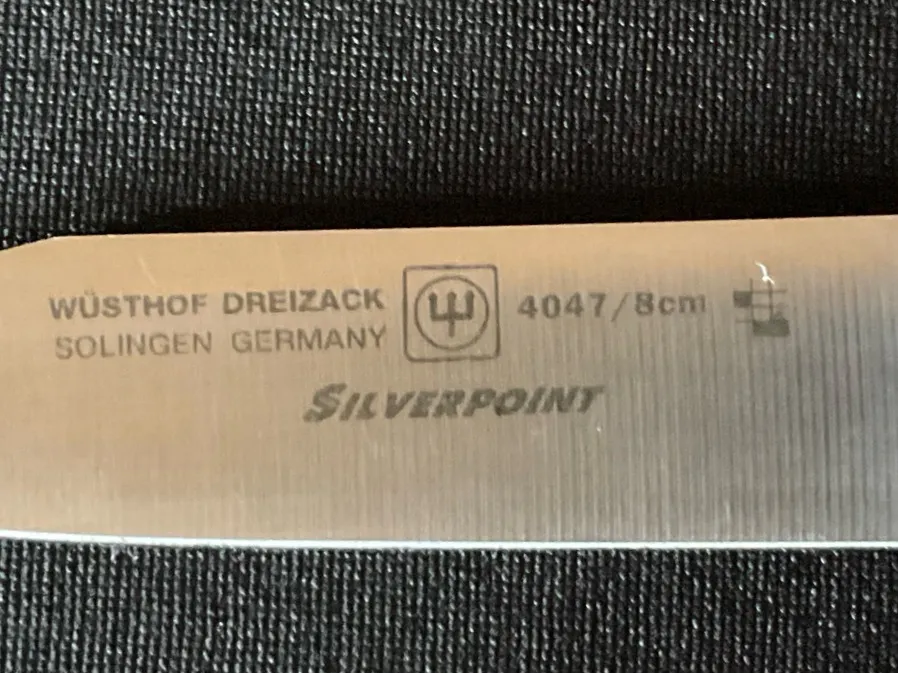 WÜSTHOF DREIZACK
SOLINGEN GERMANY
4047/8cm
SILVERPOINT